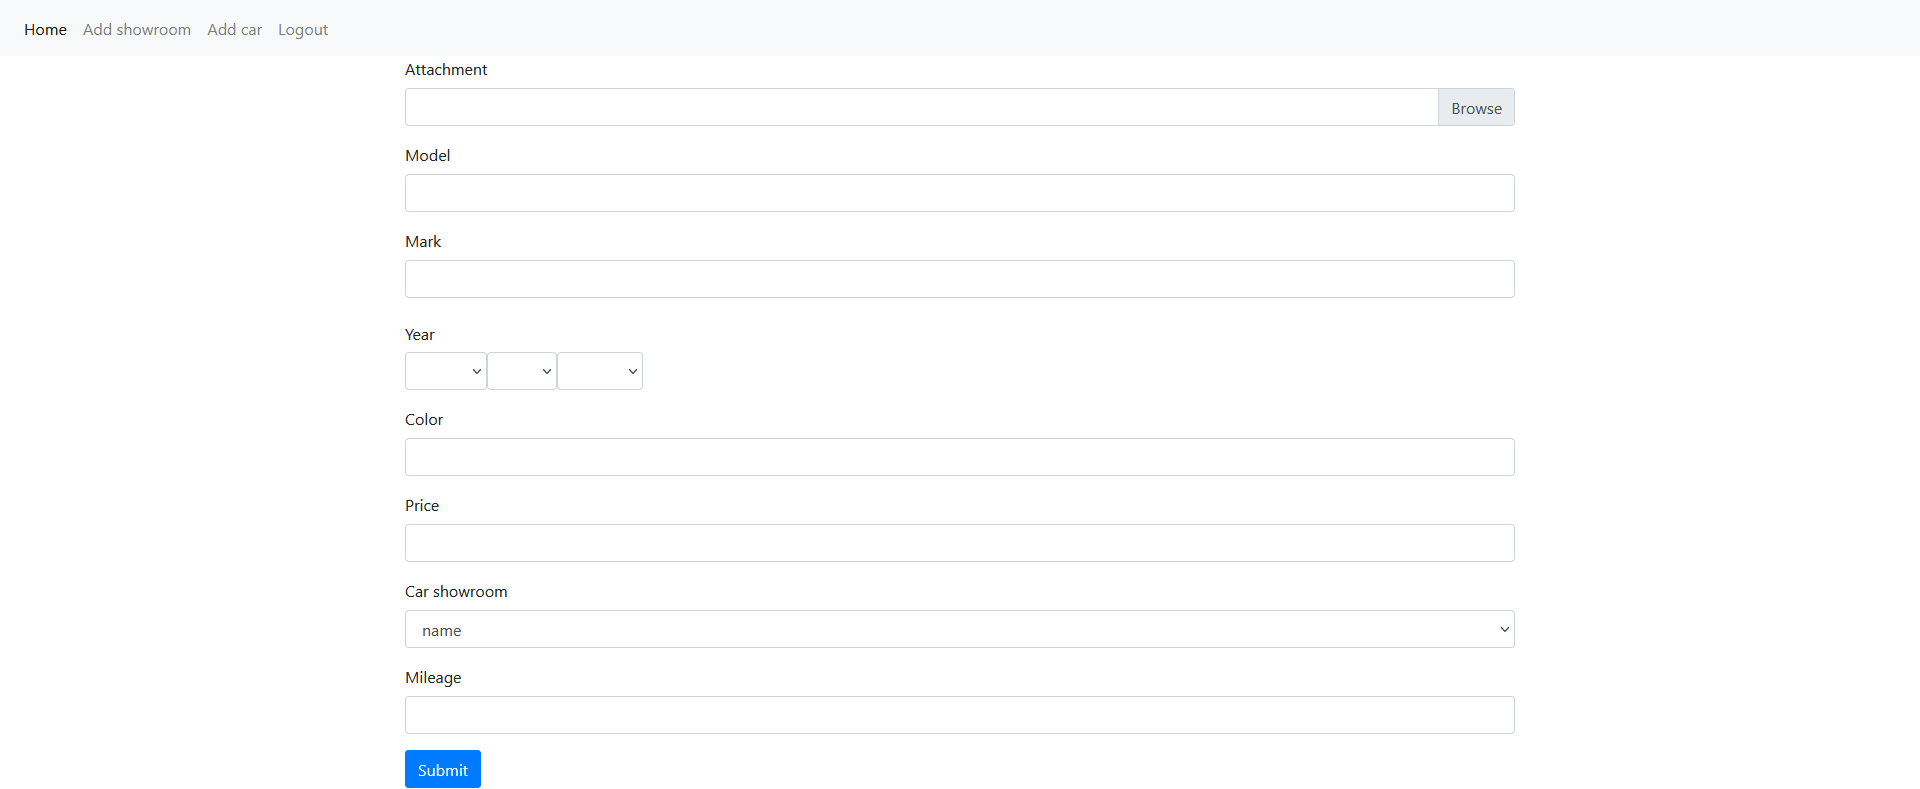 Home Add showroom Add car Logout
Attachment
Browse
Model
Mark
Year
Color
Price
Car showroom
name
Mileage
Submit